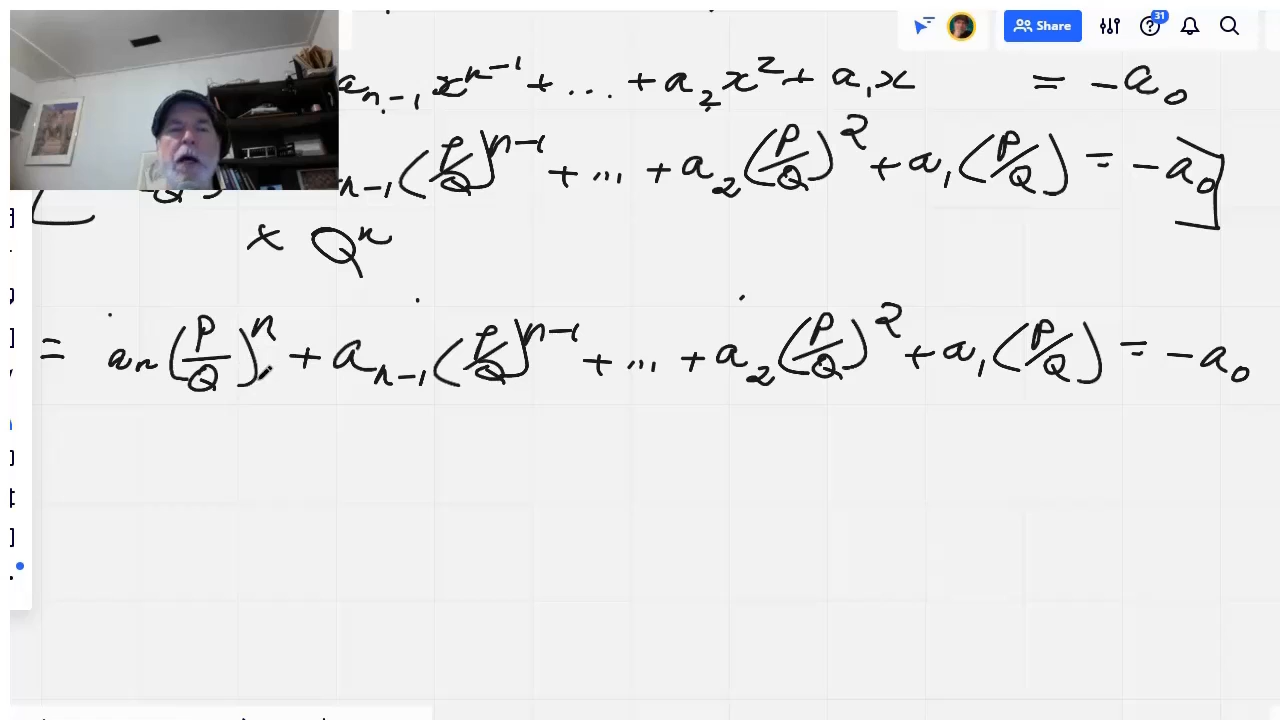 Share 31
aₙ₋₁xⁿ⁻¹ + ... + a₂x² + a₁x = -a₀
ₙ₋₁(P/Q)ⁿ⁻¹ + ... + a₂(P/Q)² + a₁(P/Q) = -a₀]
× Qⁿ
= aₙ(P/Q)ⁿ + aₙ₋₁(P/Q)ⁿ⁻¹ + ... + a₂(P/Q)² + a₁(P/Q) = -a₀